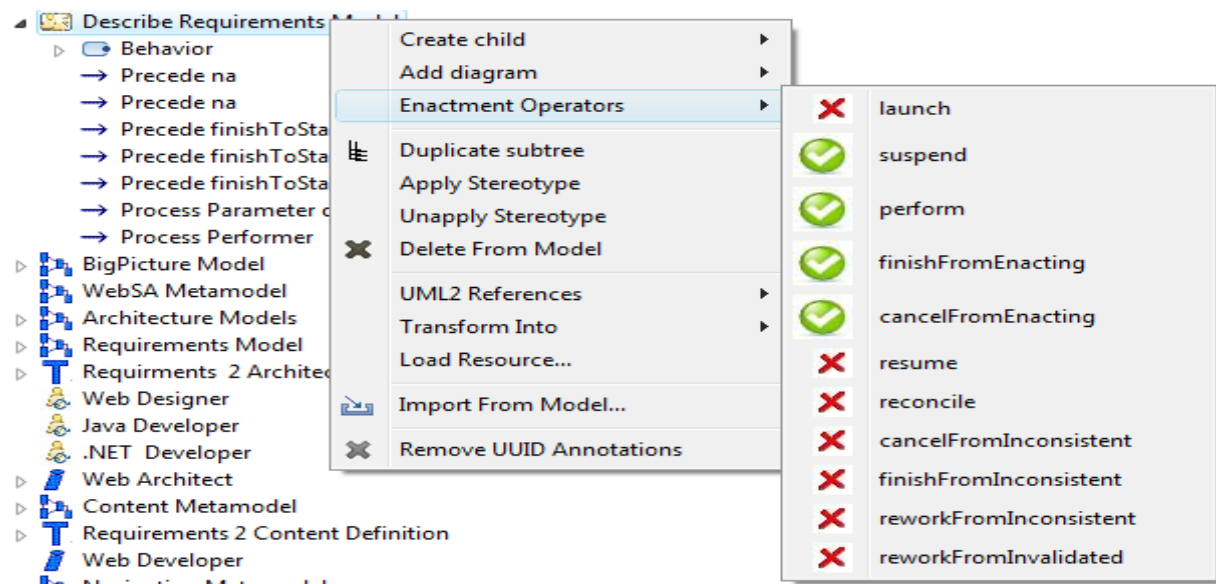 Describe Requirements
Behavior
Precede na
Precede na
Precede finishToSta
Precede finishToSta
Precede finishToSta
Process Parameter
Process Performer
BigPicture Model
WebSA Metamodel
Architecture Models
Requirements Model
Requirments 2 Architec
Web Designer
Java Developer
.NET Developer
Web Architect
Content Metamodel
Requirements 2 Content Definition
Web Developer
Create child
Add diagram
Enactment Operators
Duplicate subtree
Apply Stereotype
Unapply Stereotype
Delete From Model
UML2 References
Transform Into
Load Resource...
Import From Model...
Remove UUID Annotations
launch
suspend
perform
finishFromEnacting
cancelFromEnacting
resume
reconcile
cancelFromInconsistent
finishFromInconsistent
reworkFromInconsistent
reworkFromInvalidated